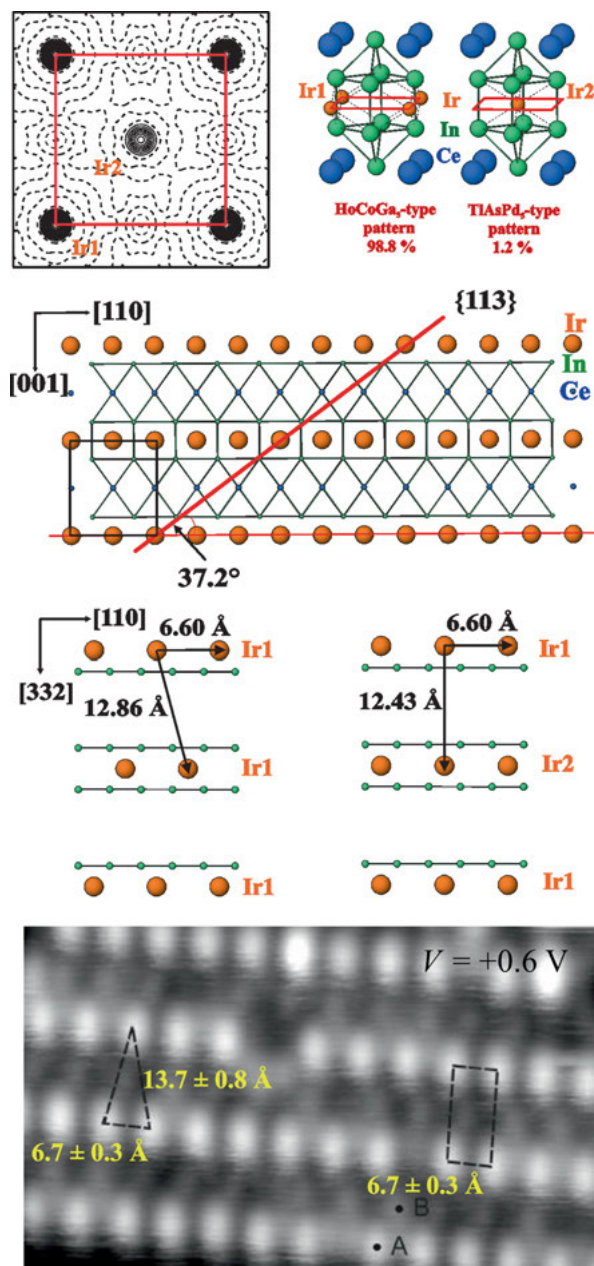 Ir2
Ir1
Ir1
Ir
Ir2
In
Ce
HoCoGa₅-type
pattern
98.8 %
TlAsPd₅-type
pattern
1.2 %
[110]
{113}
Ir
[001]
In
Ce
37.2°
[110]
6.60 Å
Ir1
[332]
12.86 Å
Ir1
Ir1
6.60 Å
Ir1
12.43 Å
Ir2
Ir1
V = +0.6 V
13.7 ± 0.8 Å
6.7 ± 0.3 Å
6.7 ± 0.3 Å
B
A